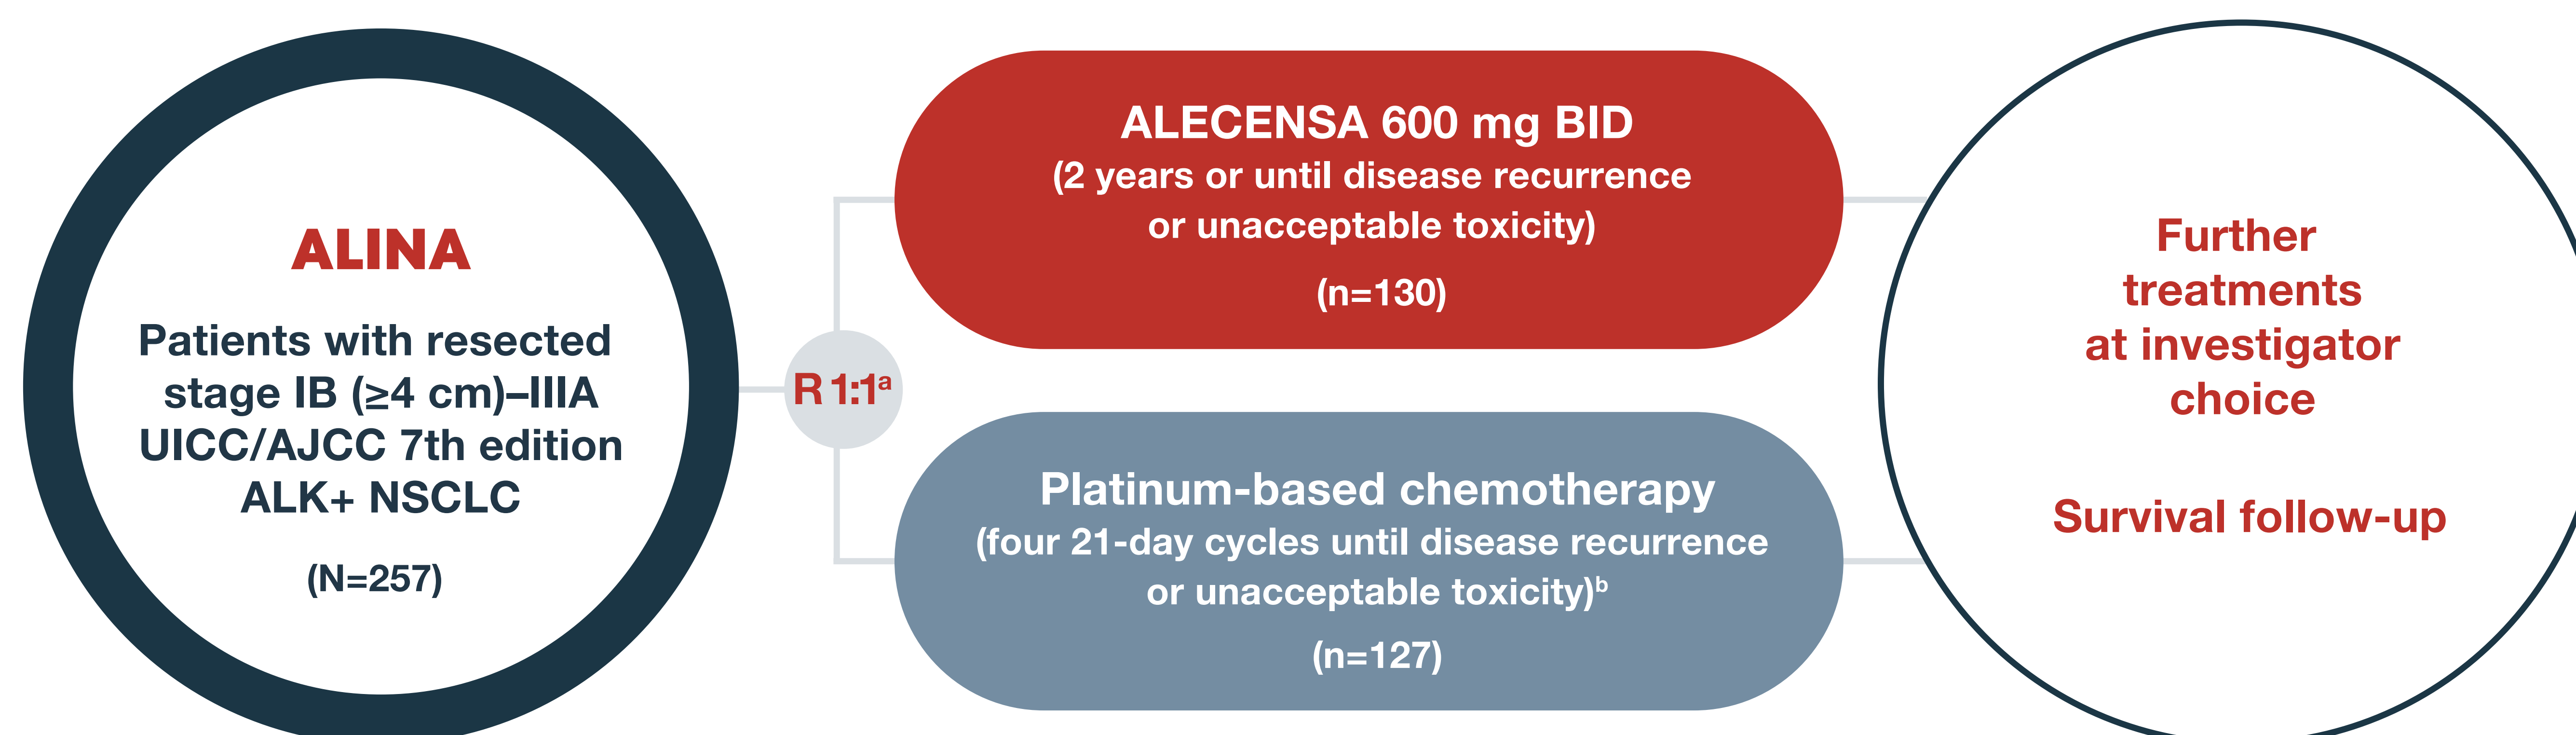 ALINA
Patients with resected
stage IB (≥4 cm)–IIIA
UICC/AJCC 7th edition
ALK+ NSCLC
(N=257)
R 1:1ᵃ
ALECENSA 600 mg BID
(2 years or until disease recurrence
or unacceptable toxicity)
(n=130)
Platinum-based chemotherapy
(four 21-day cycles until disease recurrence
or unacceptable toxicity)ᵇ
(n=127)
Further
treatments
at investigator
choice
Survival follow-up